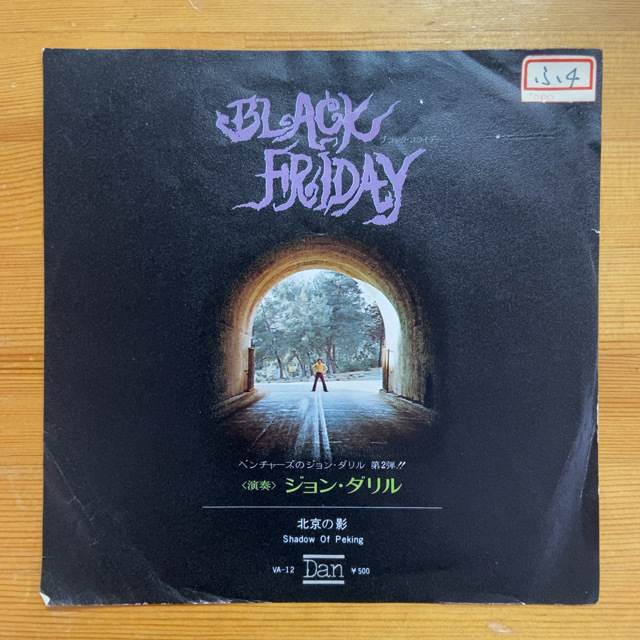 ふ、4
BLACK
FRIDAY
ベンチャーズのジョン・ダリル 第2弾!!
〈演奏〉 ジョン・ダリル
北京の影
Shadow Of Peking
VA-12 Dan ¥500